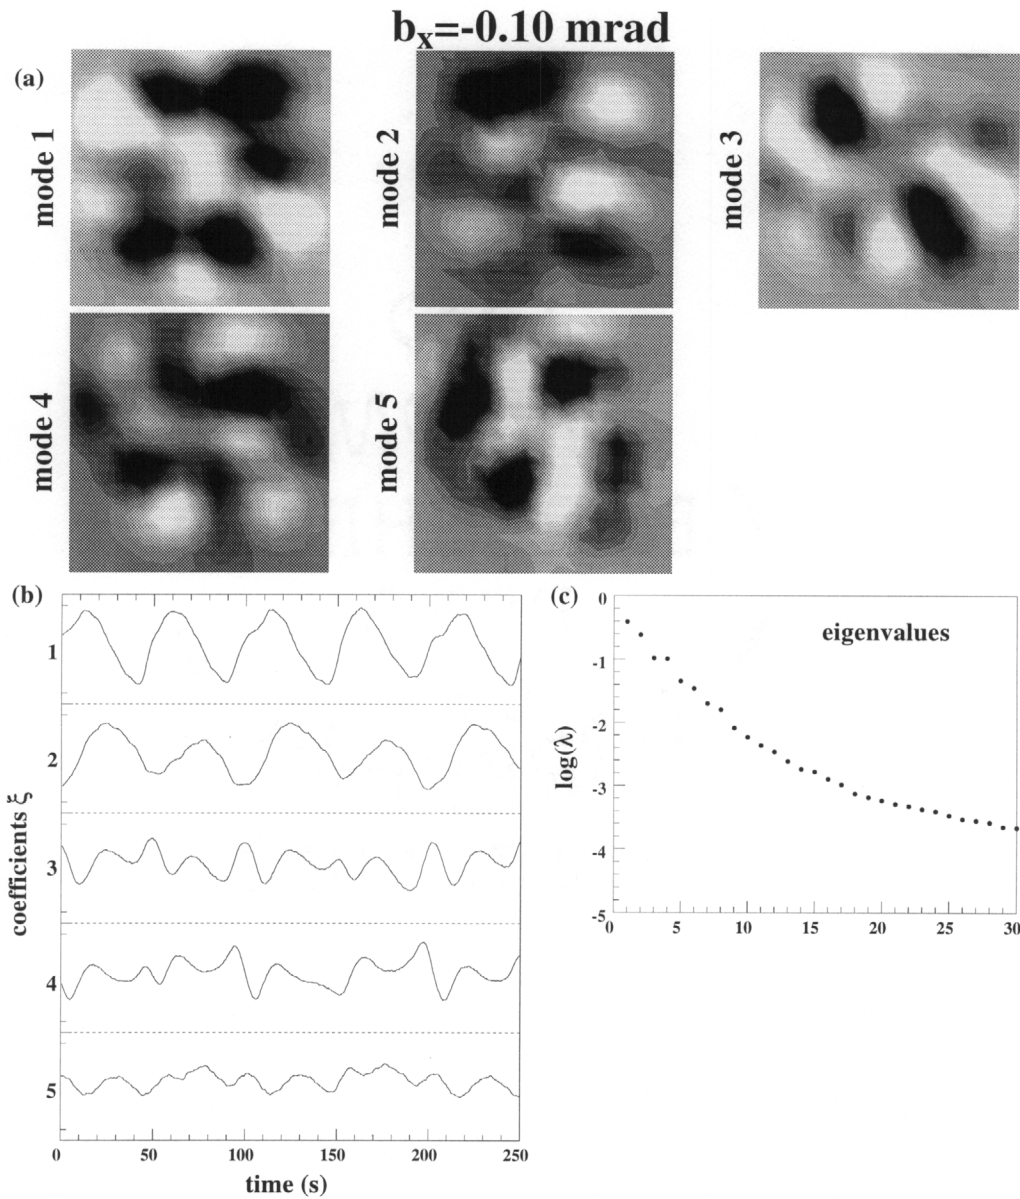 b_x=-0.10 mrad
(a)
mode 1
mode 2
mode 3
mode 4
mode 5
(b)
1
2
3
4
5
coefficients ξ
0 50 100 150 200 250
time (s)
(c)
eigenvalues
0
-1
-2
-3
-4
-5
log(λ)
0 5 10 15 20 25 30